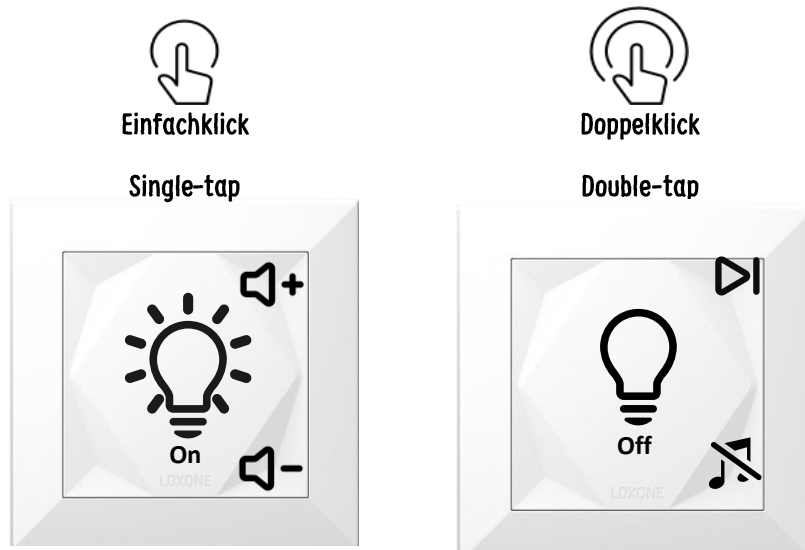 Einfachklick
Single-tap
On
LOXONE
Doppelklick
Double-tap
Off
LOXONE